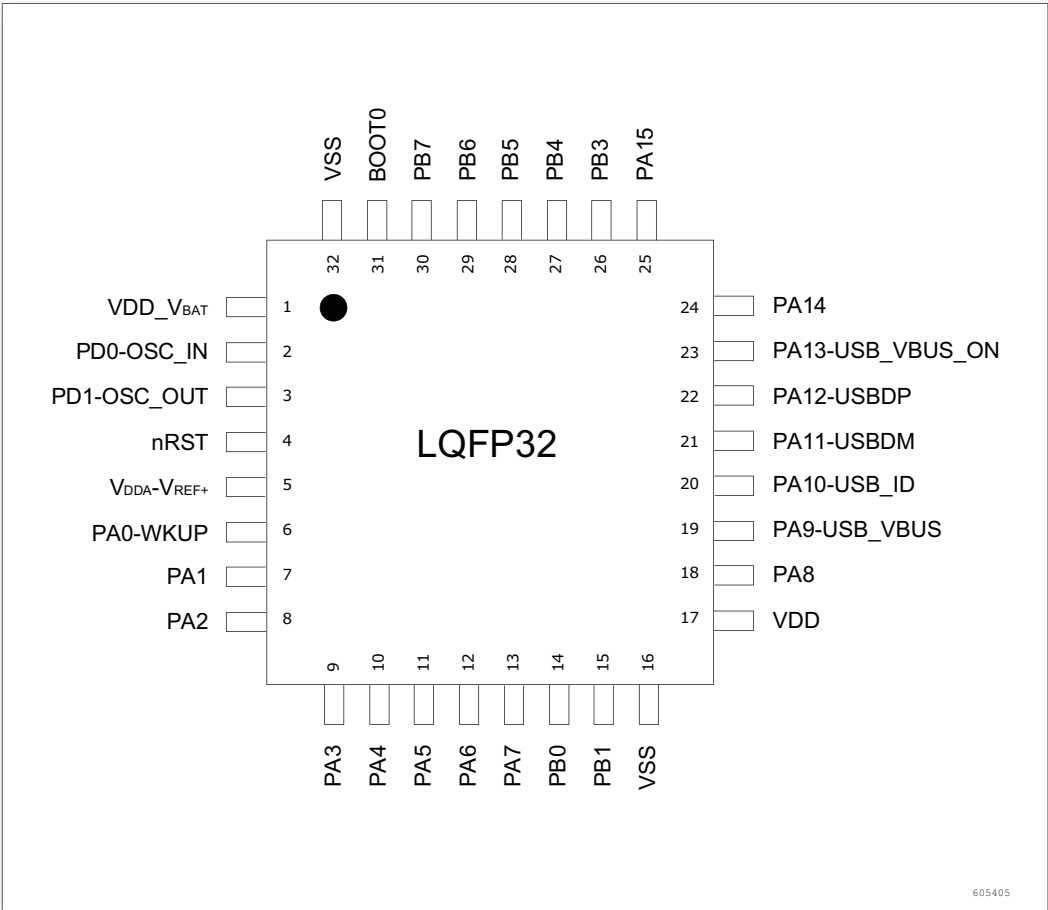 VSS
BOOT0
PB7
PB6
PB5
PB4
PB3
PA15
32
31
30
29
28
27
26
25
VDD_VBAT 1
PD0-OSC_IN 2
PD1-OSC_OUT 3
nRST 4
VDDA-VREF+ 5
PA0-WKUP 6
PA1 7
PA2 8
LQFP32
24 PA14
23 PA13-USB_VBUS_ON
22 PA12-USBDP
21 PA11-USBDM
20 PA10-USB_ID
19 PA9-USB_VBUS
18 PA8
17 VDD
9
10
11
12
13
14
15
16
PA3
PA4
PA5
PA6
PA7
PB0
PB1
VSS
605405